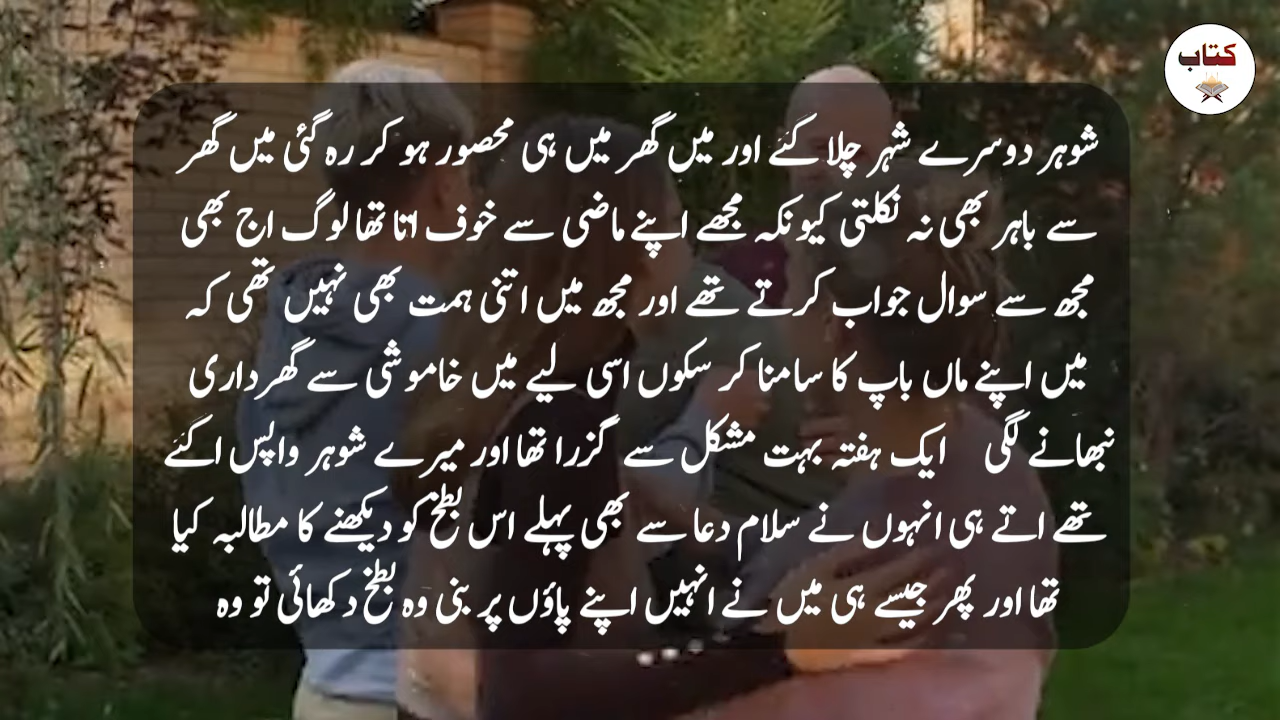 کتاب
شوہر دوسرے شہر چلا گئے اور میں گھر میں ہی محصور ہو کر رہ گئی میں گھر
سے باہر بھی نہ نکلتی کیونکہ مجھے اپنے ماضی سے خوف اتا تھا لوگ اج بھی
مجھ سے سوال جواب کرتے تھے اور مجھ میں اتنی ہمت بھی نہیں تھی کہ
میں اپنے ماں باپ کا سامنا کر سکوں اسی لیے میں خاموشی سے گھر داری
نبھانے لگی ایک ہفتہ بہت مشکل سے گزرا تھا اور میرے شوہر واپس اگئے
تھے اتے ہی انہوں نے سلام دعا سے بھی پہلے اس بطخ کو دیکھنے کا مطالبہ کیا
تھا اور پھر جیسے ہی میں نے انہیں اپنے پاؤں پر بنی وہ بطخ دکھائی تو وہ
...